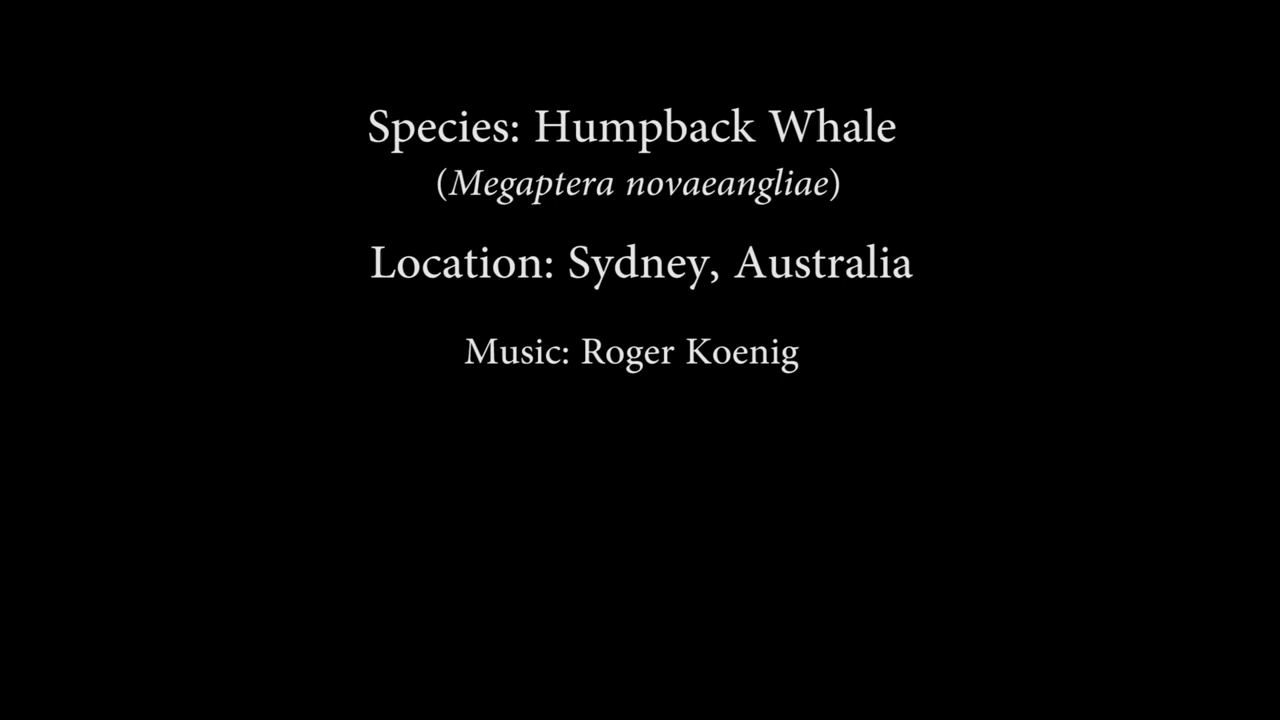 Species: Humpback Whale
(Megaptera novaeangliae)
Location: Sydney, Australia
Music: Roger Koenig